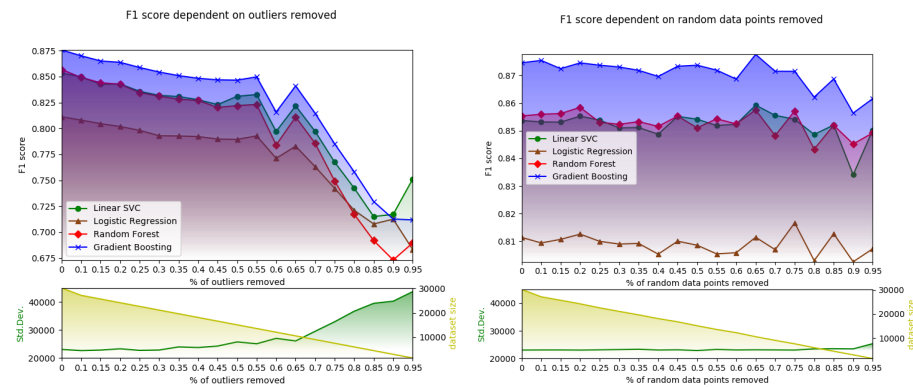 F1 score dependent on outliers removed
F1 score
0.875
0.850
0.825
0.800
0.775
0.750
0.725
0.700
0.675
Linear SVC
Logistic Regression
Random Forest
Gradient Boosting
0 0.1 0.15 0.2 0.25 0.3 0.35 0.4 0.45 0.5 0.55 0.6 0.65 0.7 0.75 0.8 0.85 0.9 0.95
% of outliers removed
Std.Dev.
40000
30000
20000
30000
20000
10000
dataset size
0 0.1 0.15 0.2 0.25 0.3 0.35 0.4 0.45 0.5 0.55 0.6 0.65 0.7 0.75 0.8 0.85 0.9 0.95
% of outliers removed
F1 score dependent on random data points removed
F1 score
0.87
0.86
0.85
0.84
0.83
0.82
0.81
Linear SVC
Logistic Regression
Random Forest
Gradient Boosting
0 0.1 0.15 0.2 0.25 0.3 0.35 0.4 0.45 0.5 0.55 0.6 0.65 0.7 0.75 0.8 0.85 0.9 0.95
% of random data points removed
Std.Dev.
40000
30000
20000
30000
20000
10000
dataset size
0 0.1 0.15 0.2 0.25 0.3 0.35 0.4 0.45 0.5 0.55 0.6 0.65 0.7 0.75 0.8 0.85 0.9 0.95
% of random data points removed